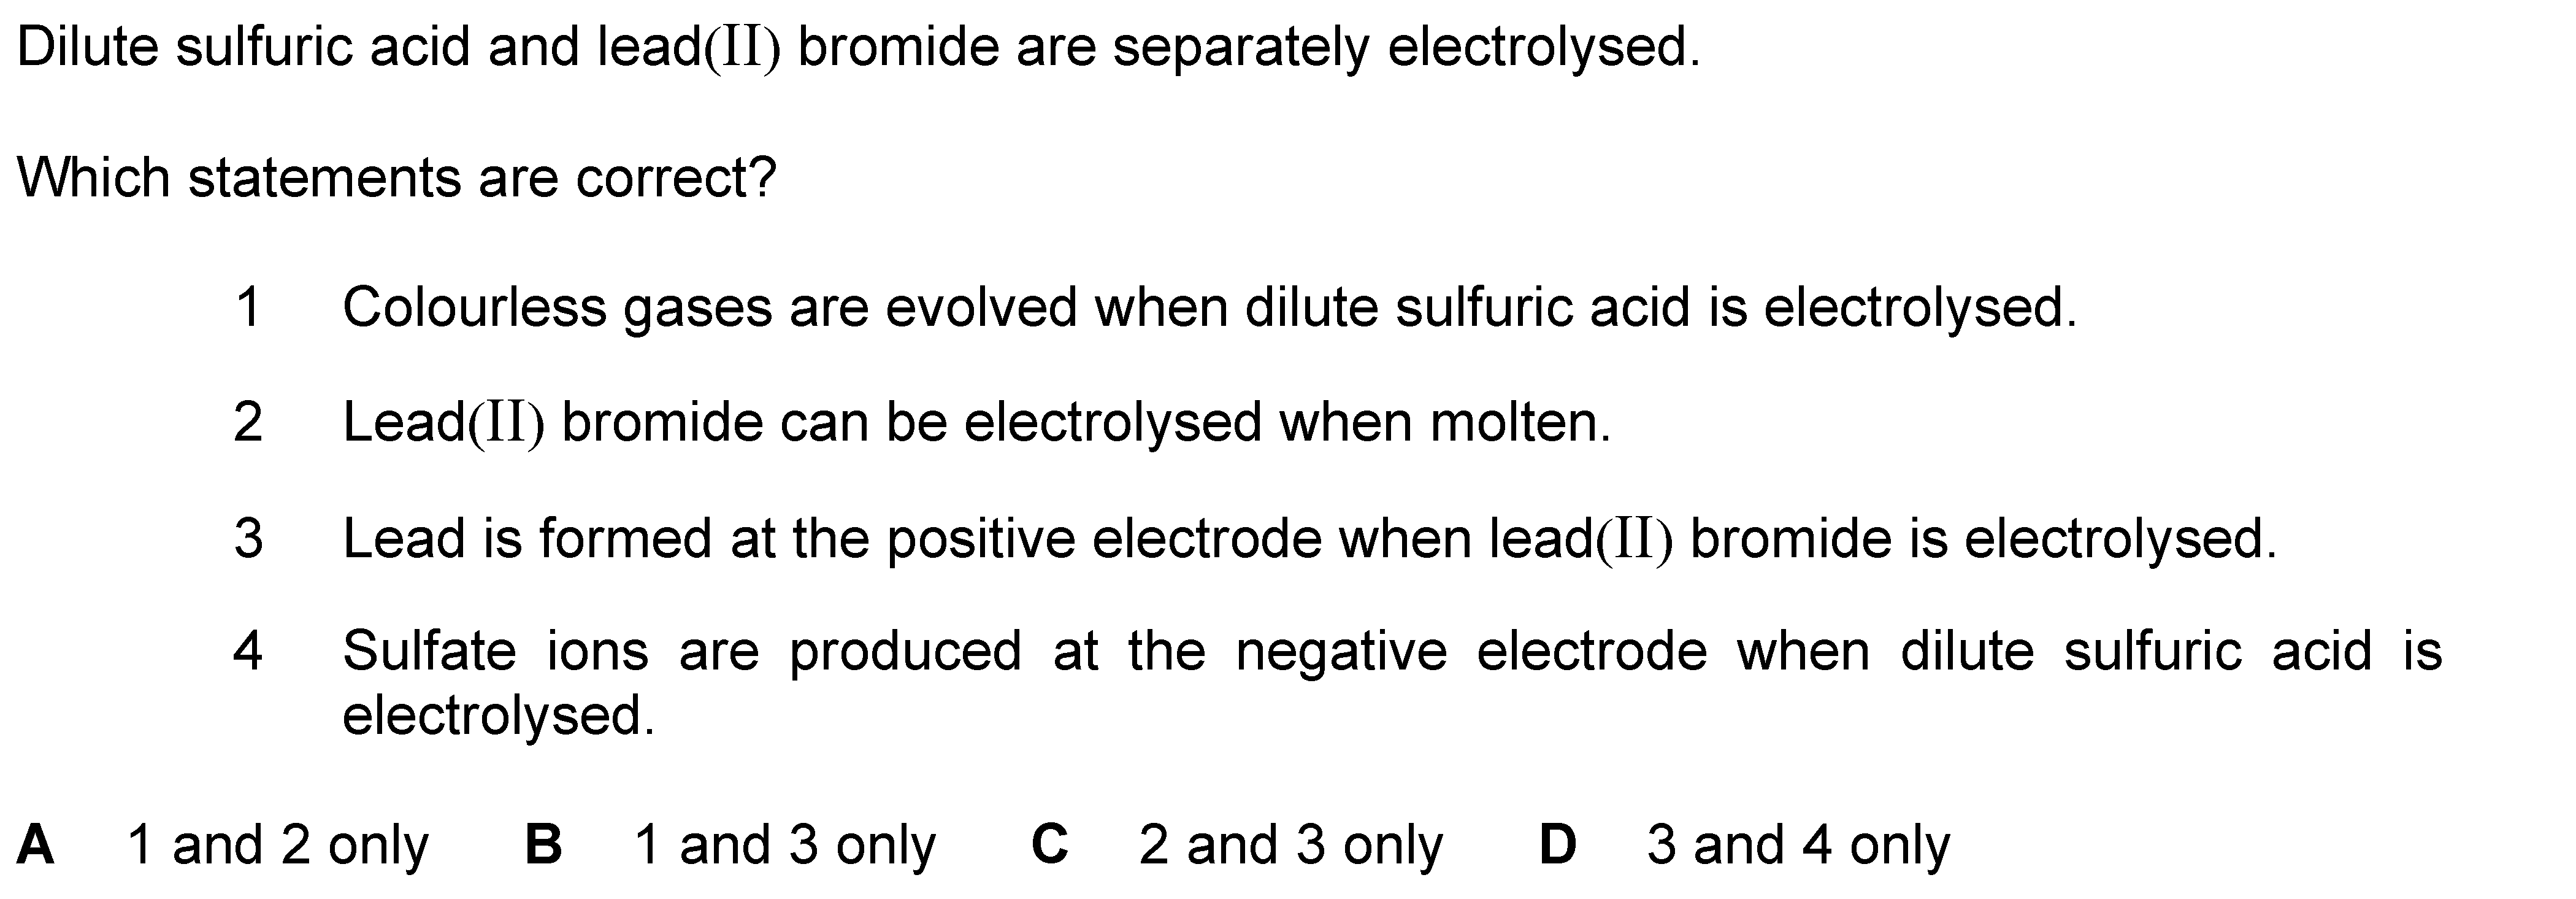 Dilute sulfuric acid and lead(II) bromide are separately electrolysed.
Which statements are correct?
1 Colourless gases are evolved when dilute sulfuric acid is electrolysed.
2 Lead(II) bromide can be electrolysed when molten.
3 Lead is formed at the positive electrode when lead(II) bromide is electrolysed.
4 Sulfate ions are produced at the negative electrode when dilute sulfuric acid is
electrolysed.
A 1 and 2 only B 1 and 3 only C 2 and 3 only D 3 and 4 only